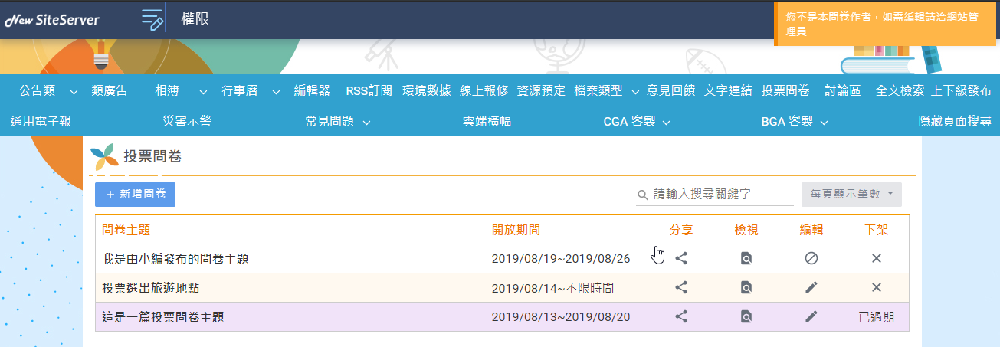 New SiteServer
權限
您不是本問卷作者，如需編輯請洽網站管
理員
公告類 類廣告 相簿 行事曆 編輯器 RSS訂閱 環境數據 線上報修 資源預定 檔案類型 意見回饋 文字連結 投票問卷 討論區 全文檢索 上下級發布
通用電子報 災害示警 常見問題 雲端橫幅 CGA 客製 BGA 客製 隱藏頁面搜尋
投票問卷
+ 新增問卷 請輸入搜尋關鍵字 每頁顯示筆數
問卷主題 開放期間 分享 檢視 編輯 下架
我是由小編發布的問卷主題 2019/08/19~2019/08/26
投票選出旅遊地點 2019/08/14~不限時間
這是一篇投票問卷主題 2019/08/13~2019/08/20 已過期